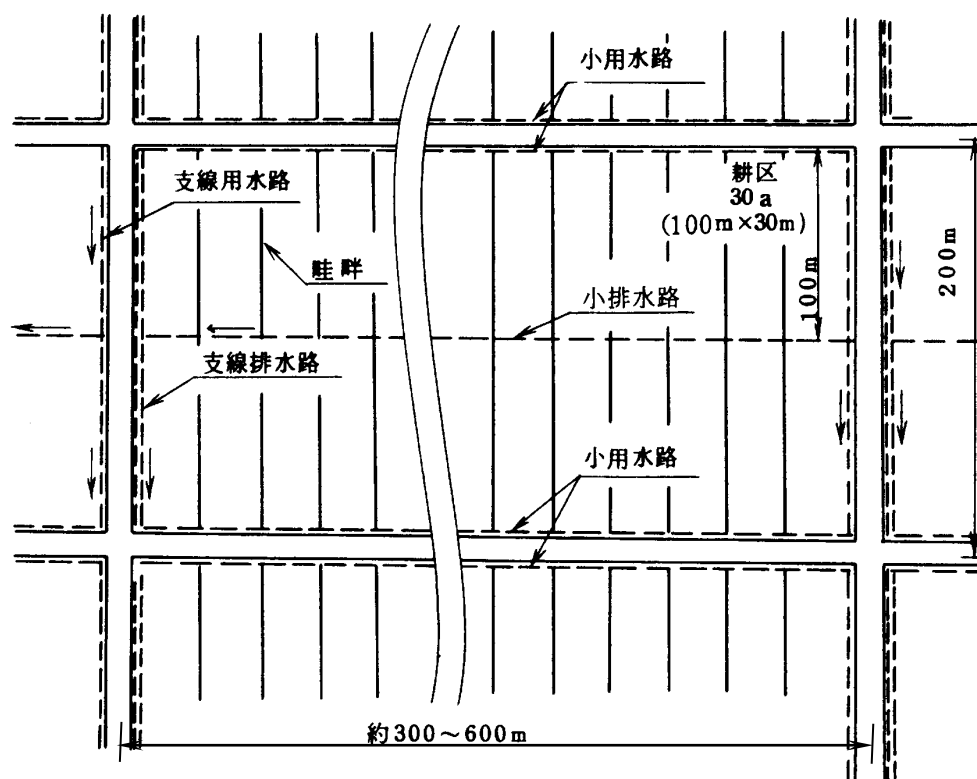 小用水路
支線用水路
耕区
30a
(100m×30m)
畦畔
100m
200m
小排水路
支線排水路
小用水路
約300～600m